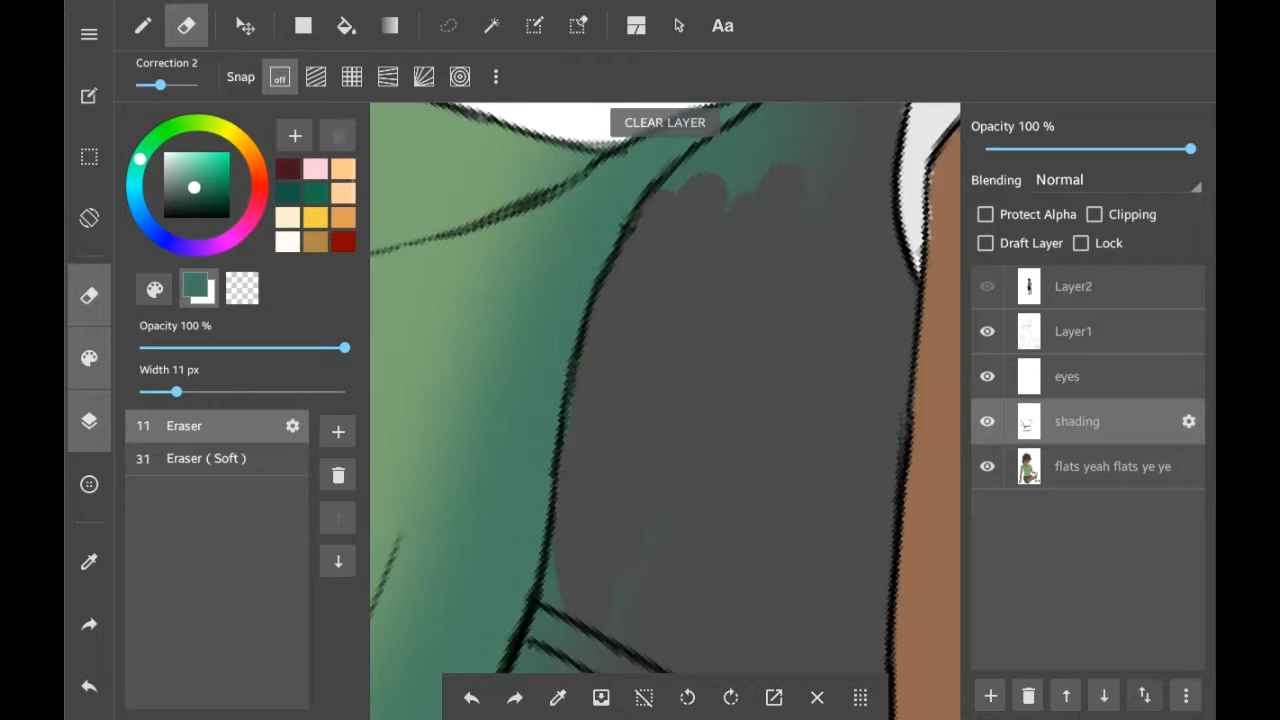 Aa
Correction 2
Snap
off
CLEAR LAYER
Opacity 100 %
Width 11 px
11 Eraser
31 Eraser ( Soft )
Opacity 100 %
Blending Normal
Protect Alpha
Clipping
Draft Layer
Lock
Layer2
Layer1
eyes
shading
flats yeah flats ye ye